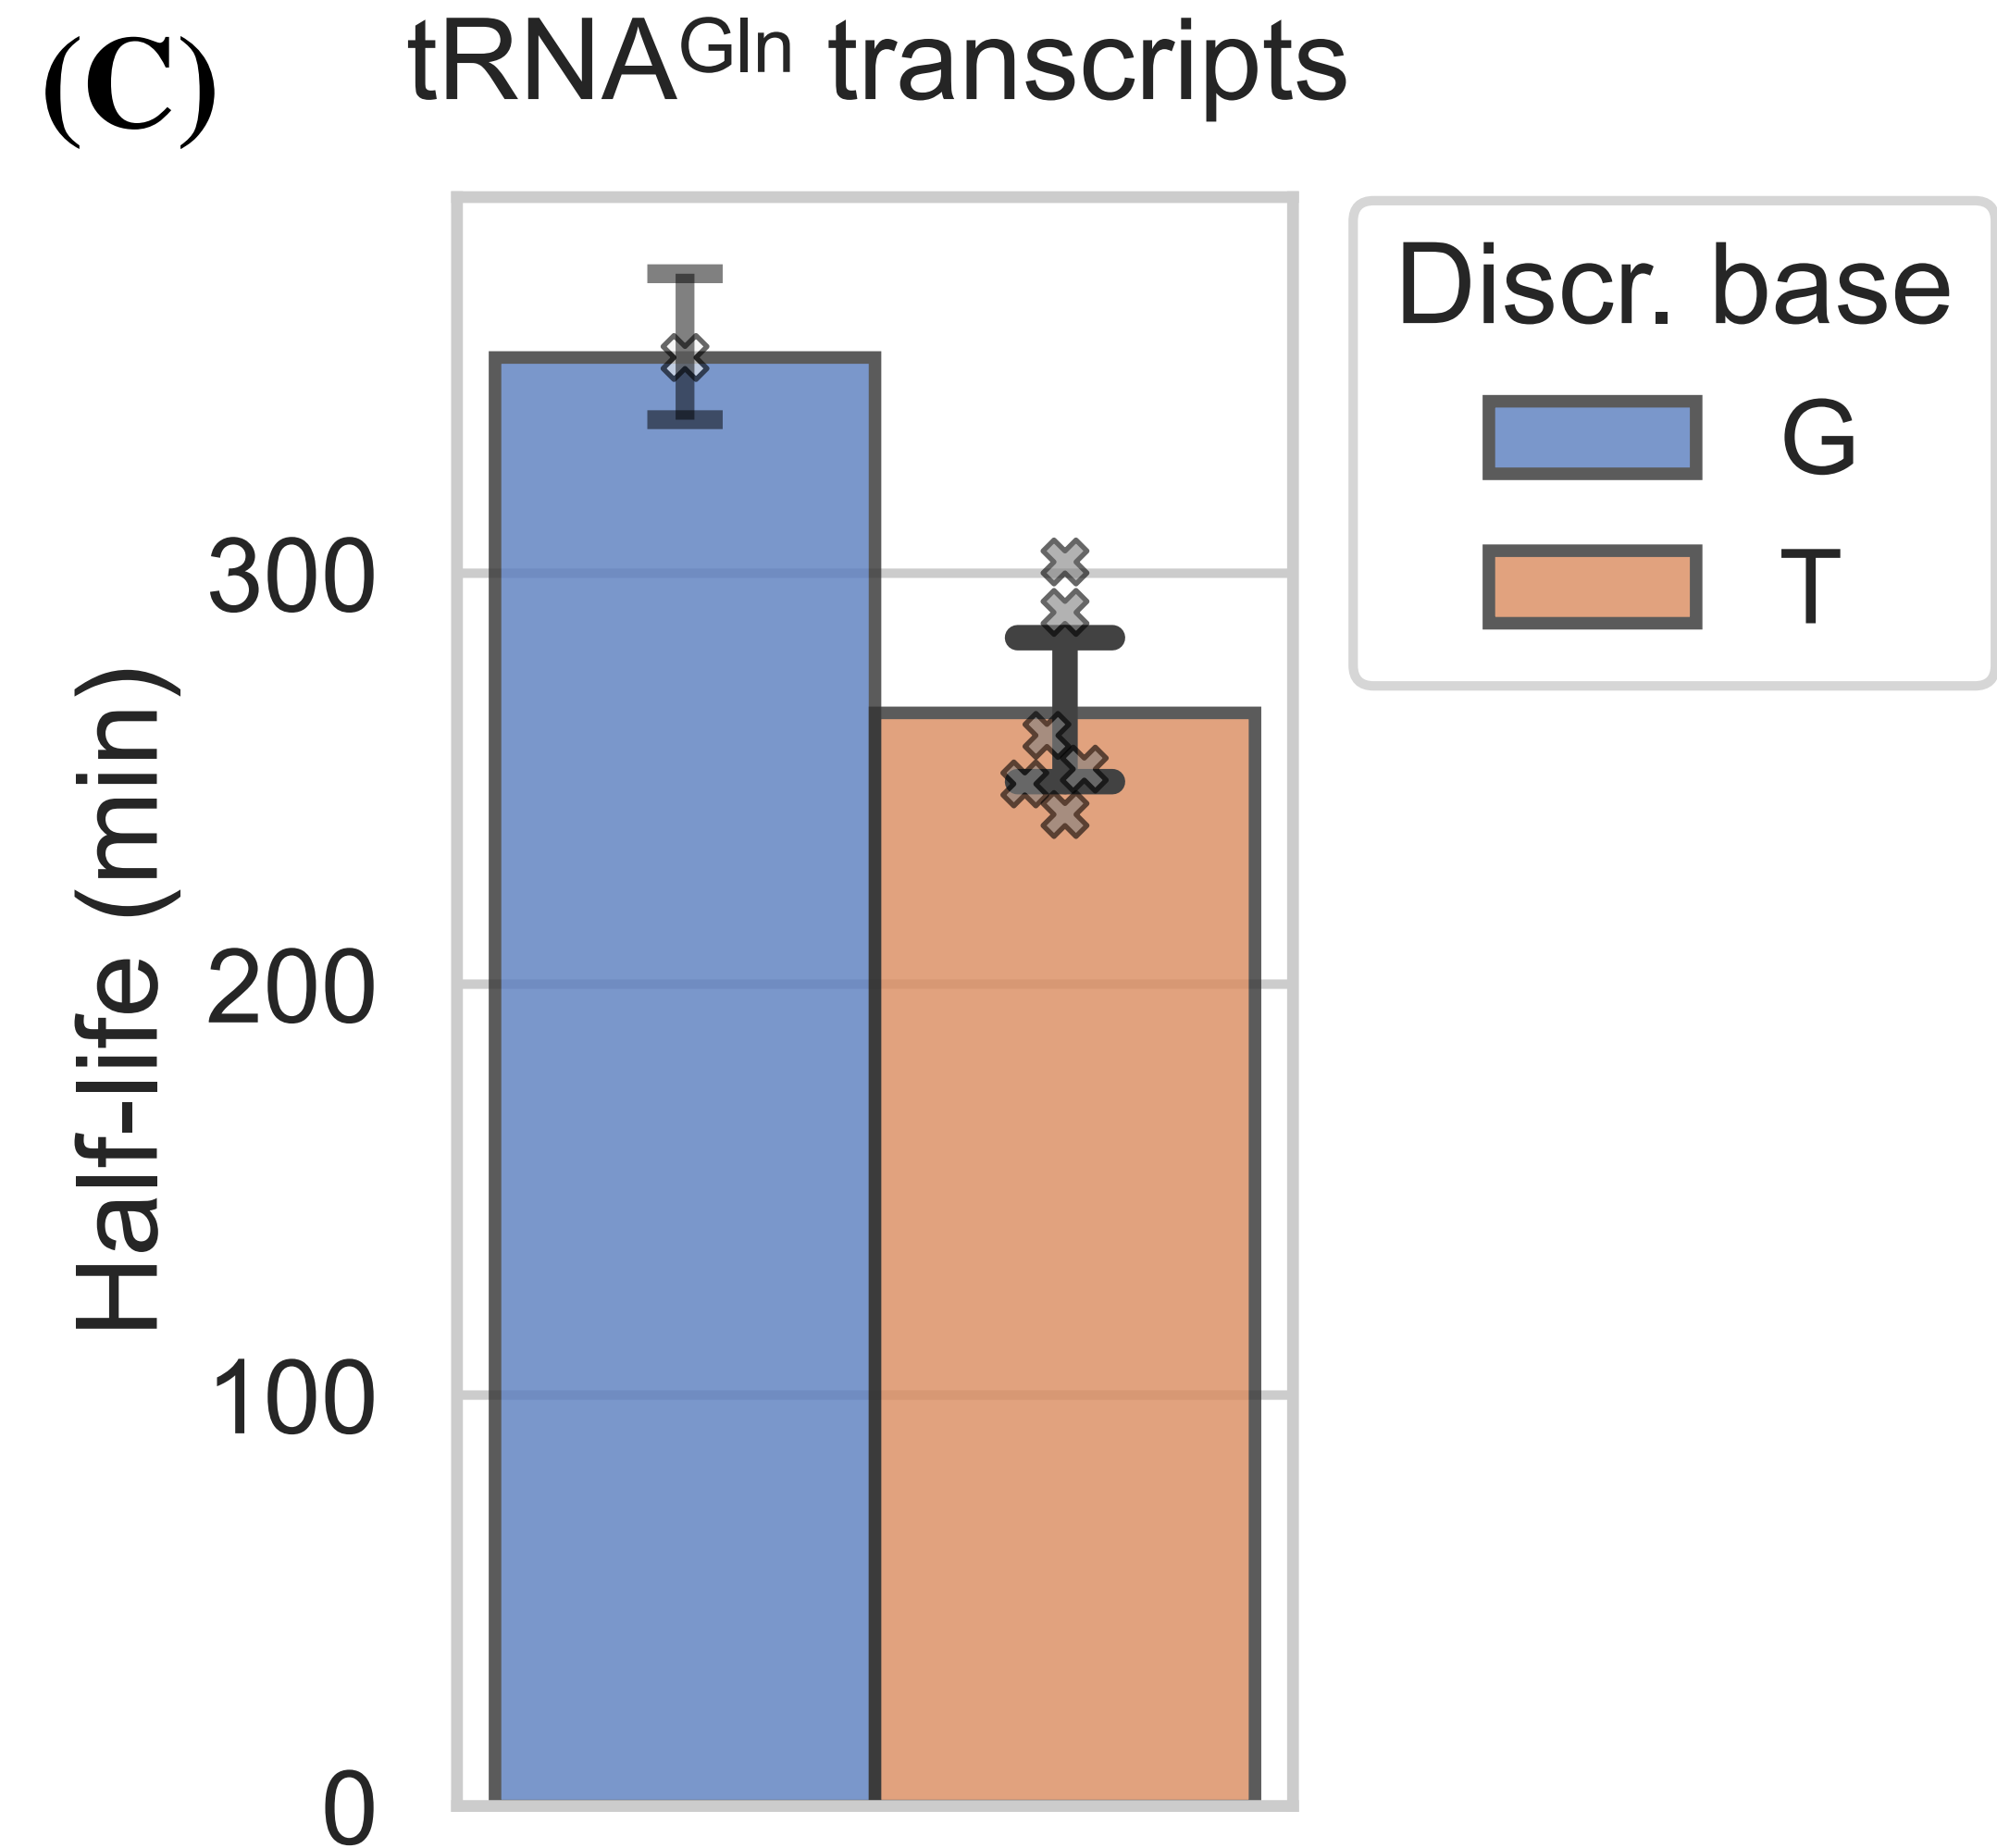 (C)
tRNAGln transcripts
Discr. base
G
T
Half-life (min)
300
200
100
0